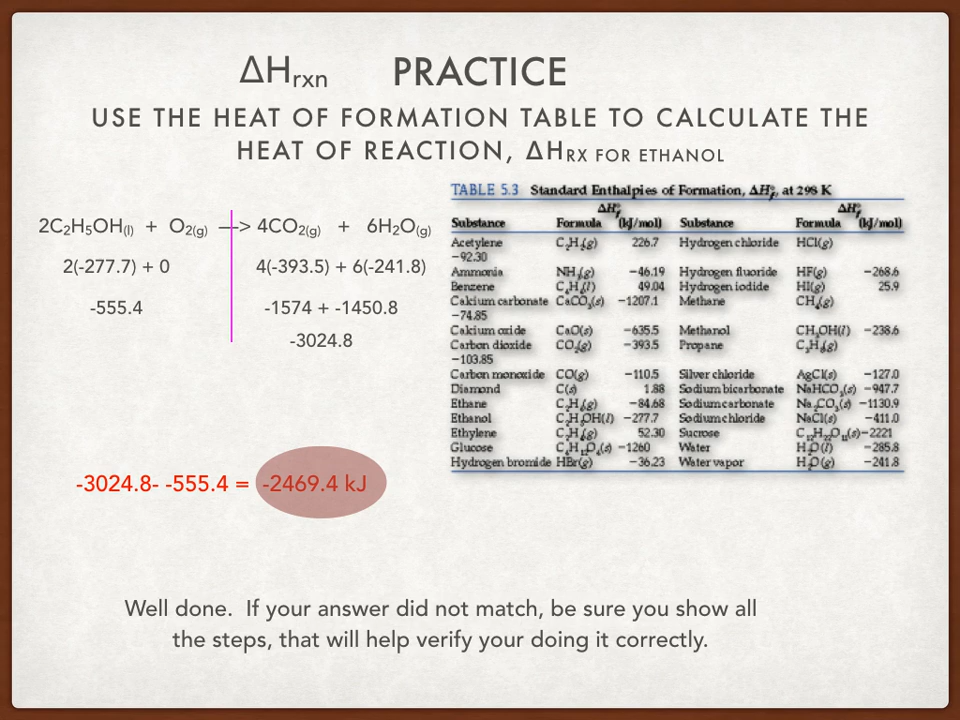 ΔHrxn PRACTICE
USE THE HEAT OF FORMATION TABLE TO CALCULATE THE
HEAT OF REACTION, ΔHRX FOR ETHANOL
2C2H5OH(l) + O2(g) —> 4CO2(g) + 6H2O(g)
2(-277.7) + 0 4(-393.5) + 6(-241.8)
-555.4 -1574 + -1450.8
-3024.8
-3024.8- -555.4 = -2469.4 kJ
TABLE 5.3 Standard Enthalpies of Formation, ΔH°f, at 298 K
Substance Formula ΔH°f (kJ/mol) Substance Formula ΔH°f (kJ/mol)
Acetylene C2H2(g) 226.7 Hydrogen chloride HCl(g)
−92.30
Ammonia NH3(g) −46.19 Hydrogen fluoride HF(g) −268.6
Benzene C6H6(l) 49.04 Hydrogen iodide HI(g) 25.9
Calcium carbonate CaCO3(s) −1207.1 Methane CH4(g)
−74.85
Calcium oxide CaO(s) −635.5 Methanol CH3OH(l) −238.6
Carbon dioxide CO2(g) −393.5 Propane C3H8(g)
−103.85
Carbon monoxide CO(g) −110.5 Silver chloride AgCl(s) −127.0
Diamond C(s) 1.88 Sodium bicarbonate NaHCO3(s) −947.7
Ethane C2H6(g) −84.68 Sodium carbonate Na2CO3(s) −1130.9
Ethanol C2H5OH(l) −277.7 Sodium chloride NaCl(s) −411.0
Ethylene C2H4(g) 52.30 Sucrose C12H22O11(s) −2221
Glucose C6H12O6(s) −1260 Water H2O(l) −285.8
Hydrogen bromide HBr(g) −36.23 Water vapor H2O(g) −241.8
Well done. If your answer did not match, be sure you show all
the steps, that will help verify your doing it correctly.